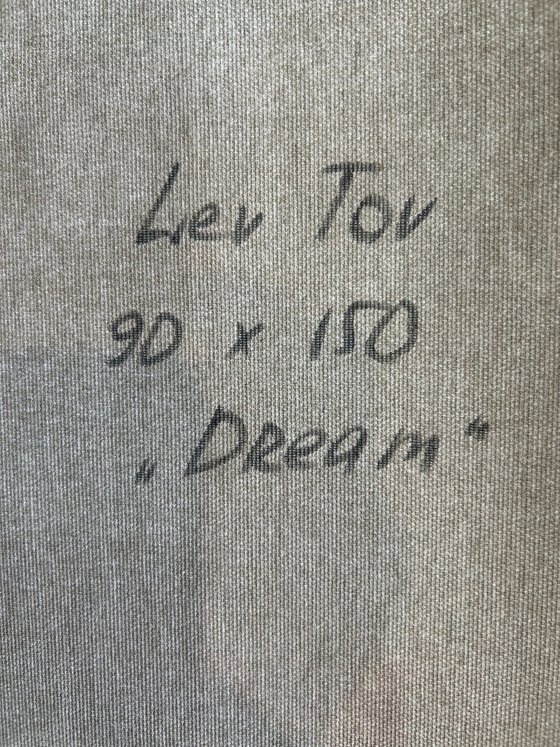 Lev Tov
90 x 150
„Dream“